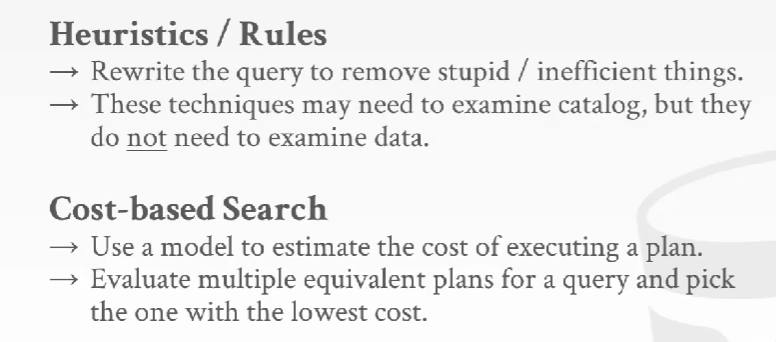 Heuristics / Rules
→ Rewrite the query to remove stupid / inefficient things.
→ These techniques may need to examine catalog, but they
do not need to examine data.
Cost-based Search
→ Use a model to estimate the cost of executing a plan.
→ Evaluate multiple equivalent plans for a query and pick
the one with the lowest cost.